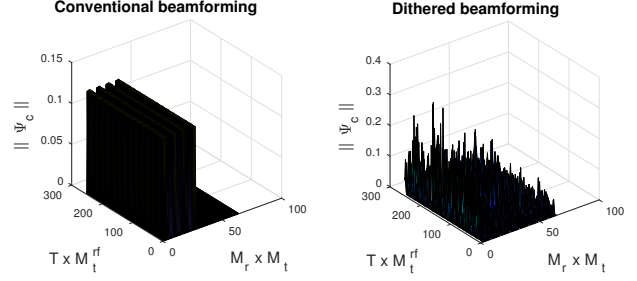 Conventional beamforming
0.15
0.1
0.05
0
|| Ψ_c ||
300
200
100
0
T x M_t^rf
0
50
100
M_r x M_t
Dithered beamforming
0.4
0.3
0.2
0.1
0
|| Ψ_c ||
300
200
100
0
T x M_t^rf
0
50
100
M_r x M_t